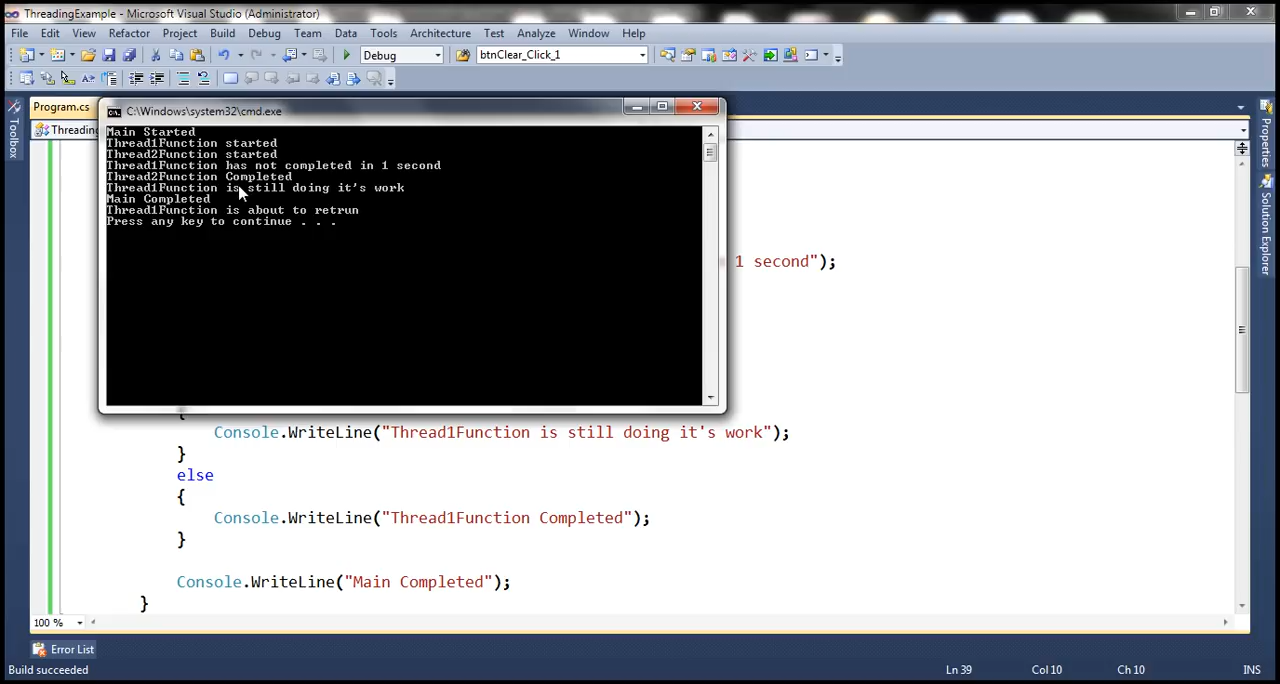 ThreadingExample - Microsoft Visual Studio (Administrator)
File Edit View Refactor Project Build Debug Team Data Tools Architecture Test Analyze Window Help
Debug btnClear_Click_1
Program.cs
C:\Windows\system32\cmd.exe
Threading
Toolbox
Properties
Solution Explorer
Main Started
Thread1Function started
Thread2Function started
Thread1Function has not completed in 1 second
Thread2Function Completed
Thread1Function is still doing it's work
Main Completed
Thread1Function is about to retrun
Press any key to continue . . .
1 second");
{
Console.WriteLine("Thread1Function is still doing it's work");
}
else
{
Console.WriteLine("Thread1Function Completed");
}
Console.WriteLine("Main Completed");
}
100 %
Error List
Build succeeded Ln 39 Col 10 Ch 10 INS